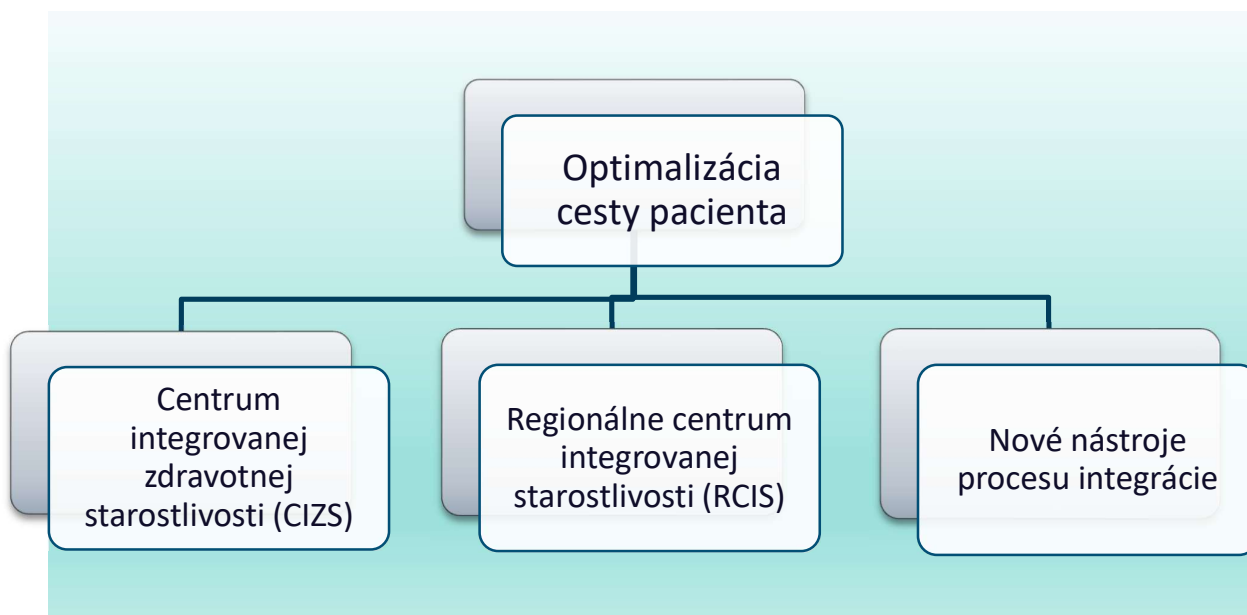 Optimalizácia
cesty pacienta
Centrum
integrovanej
zdravotnej
starostlivosti (CIZS)
Regionálne centrum
integrovanej
starostlivosti (RCIS)
Nové nástroje
procesu integrácie